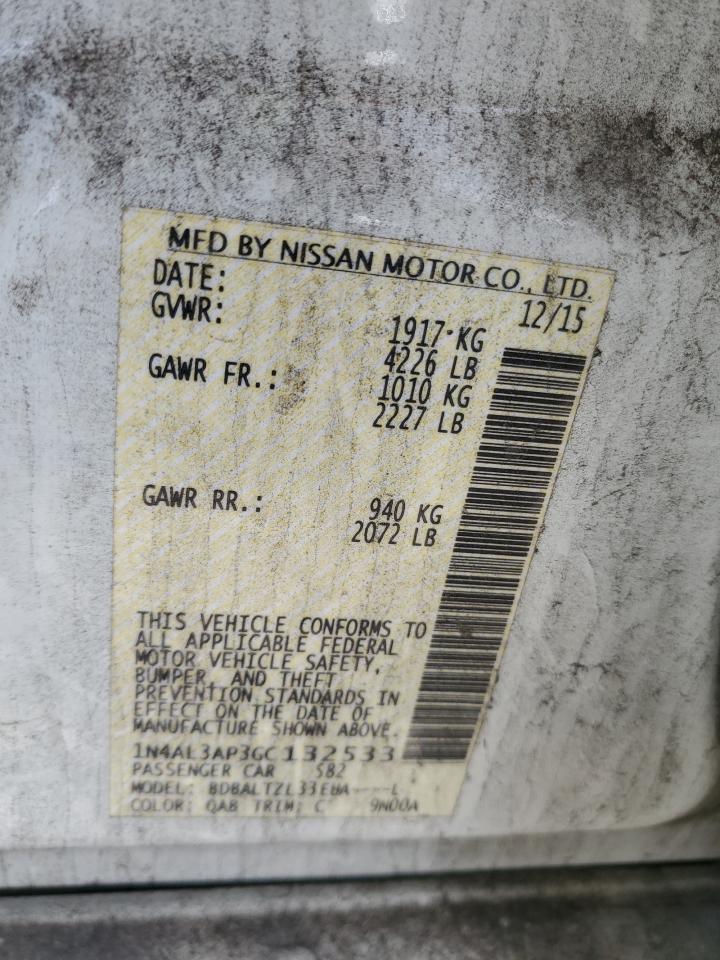 MFD BY NISSAN MOTOR CO., LTD.
DATE: 12/15
GVWR: 1917 KG
4226 LB
GAWR FR.: 1010 KG
2227 LB
GAWR RR.: 940 KG
2072 LB
THIS VEHICLE CONFORMS TO
ALL APPLICABLE FEDERAL
MOTOR VEHICLE SAFETY,
BUMPER, AND THEFT
PREVENTION STANDARDS IN
EFFECT ON THE DATE OF
MANUFACTURE SHOWN ABOVE.
1N4AL3AP3GC132533
PASSENGER CAR S82
MODEL:
COLOR: QAB TRIM: C 9N00A